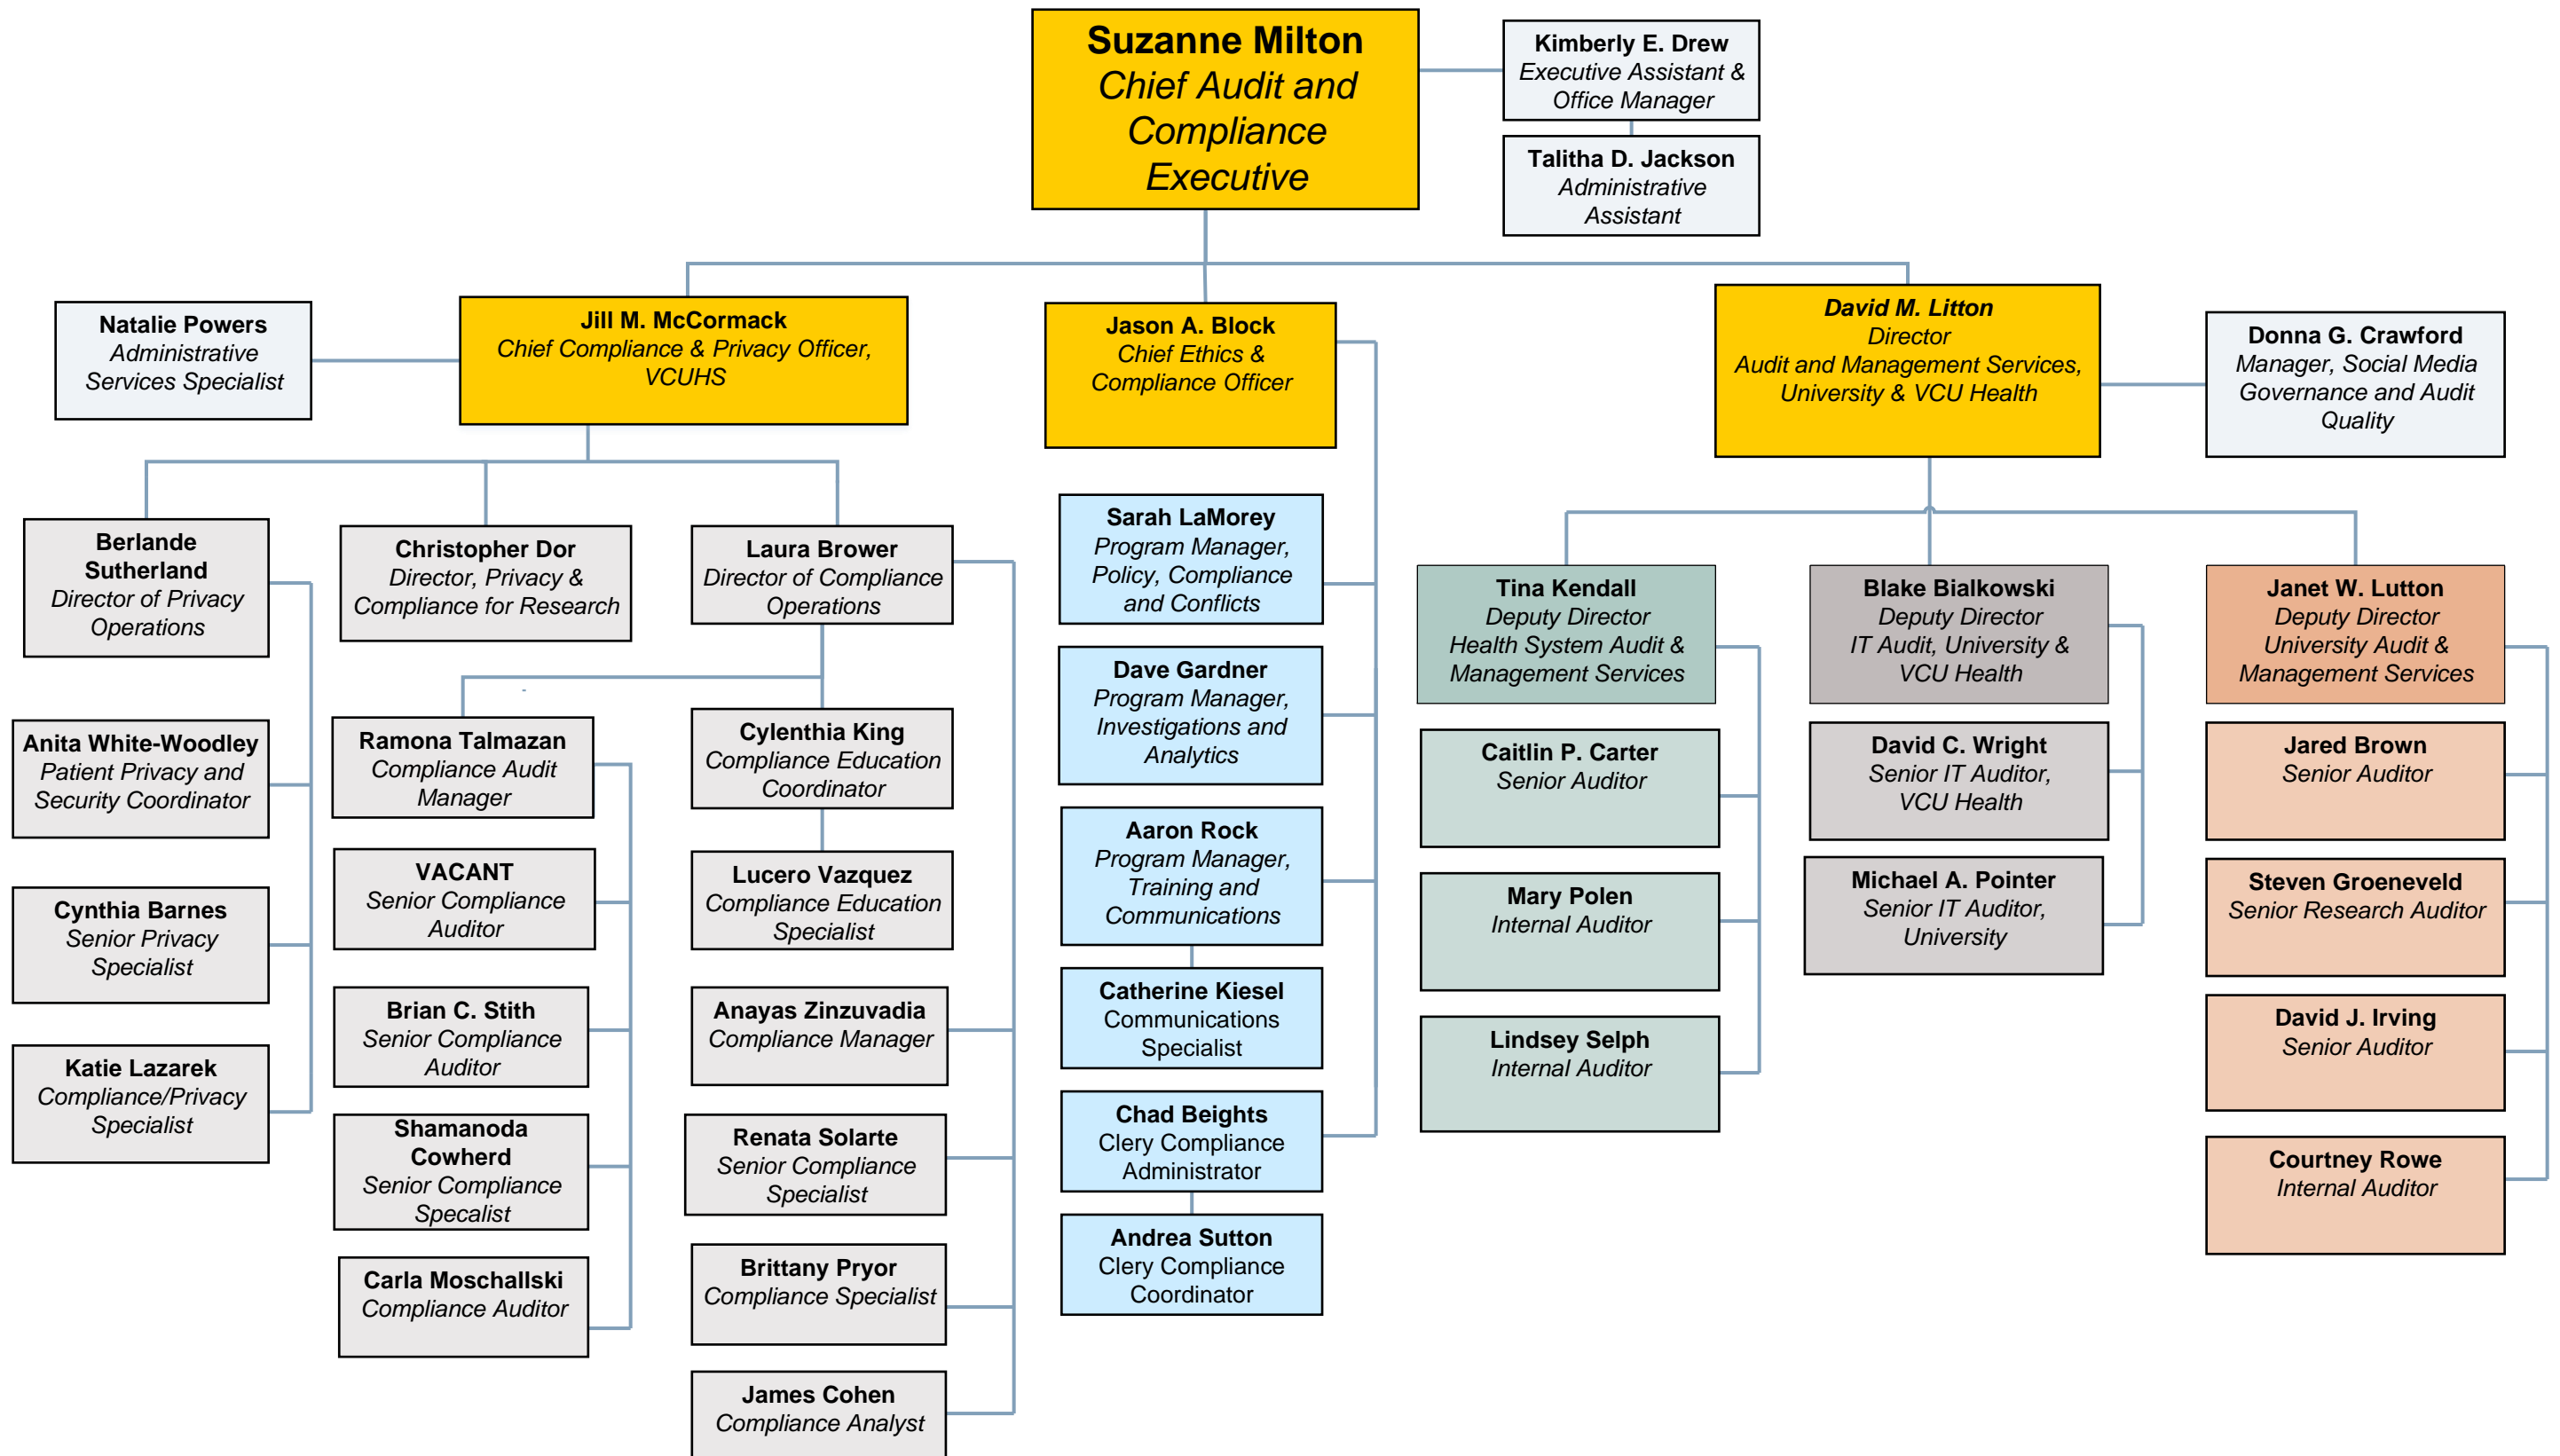 Suzanne Milton
Chief Audit and
Compliance
Executive
Kimberly E. Drew
Executive Assistant &
Office Manager
Talitha D. Jackson
Administrative
Assistant
Natalie Powers
Administrative
Services Specialist
Jill M. McCormack
Chief Compliance & Privacy Officer,
VCUHS
Jason A. Block
Chief Ethics &
Compliance Officer
David M. Litton
Director
Audit and Management Services,
University & VCU Health
Donna G. Crawford
Manager, Social Media
Governance and Audit
Quality
Berlande
Sutherland
Director of Privacy
Operations
Anita White-Woodley
Patient Privacy and
Security Coordinator
Cynthia Barnes
Senior Privacy
Specialist
Katie Lazarek
Compliance/Privacy
Specialist
Christopher Dor
Director, Privacy &
Compliance for Research
Laura Brower
Director of Compliance
Operations
Ramona Talmazan
Compliance Audit
Manager
VACANT
Senior Compliance
Auditor
Brian C. Stith
Senior Compliance
Auditor
Shamanoda
Cowherd
Senior Compliance
Specalist
Carla Moschallski
Compliance Auditor
Cylenthia King
Compliance Education
Coordinator
Lucero Vazquez
Compliance Education
Specialist
Anayas Zinzuvadia
Compliance Manager
Renata Solarte
Senior Compliance
Specialist
Brittany Pryor
Compliance Specialist
James Cohen
Compliance Analyst
Sarah LaMorey
Program Manager,
Policy, Compliance
and Conflicts
Dave Gardner
Program Manager,
Investigations and
Analytics
Aaron Rock
Program Manager,
Training and
Communications
Catherine Kiesel
Communications
Specialist
Chad Beights
Clery Compliance
Administrator
Andrea Sutton
Clery Compliance
Coordinator
Tina Kendall
Deputy Director
Health System Audit &
Management Services
Caitlin P. Carter
Senior Auditor
Mary Polen
Internal Auditor
Lindsey Selph
Internal Auditor
Blake Bialkowski
Deputy Director
IT Audit, University &
VCU Health
David C. Wright
Senior IT Auditor,
VCU Health
Michael A. Pointer
Senior IT Auditor,
University
Janet W. Lutton
Deputy Director
University Audit &
Management Services
Jared Brown
Senior Auditor
Steven Groeneveld
Senior Research Auditor
David J. Irving
Senior Auditor
Courtney Rowe
Internal Auditor